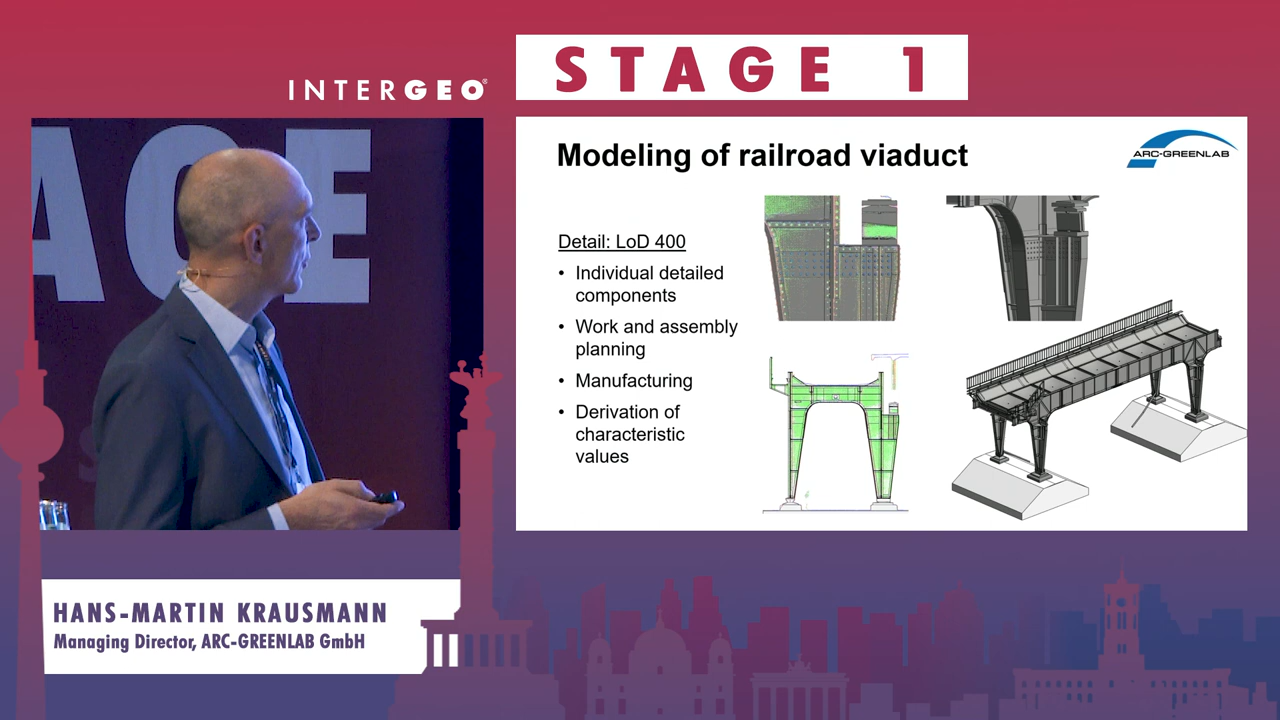 STAGE 1
INTERGEO®
AGE
Modeling of railroad viaduct
ARC-GREENLAB
Detail: LoD 400
• Individual detailed
components
• Work and assembly
planning
• Manufacturing
• Derivation of
characteristic
values
HANS-MARTIN KRAUSMANN
Managing Director, ARC-GREENLAB GmbH